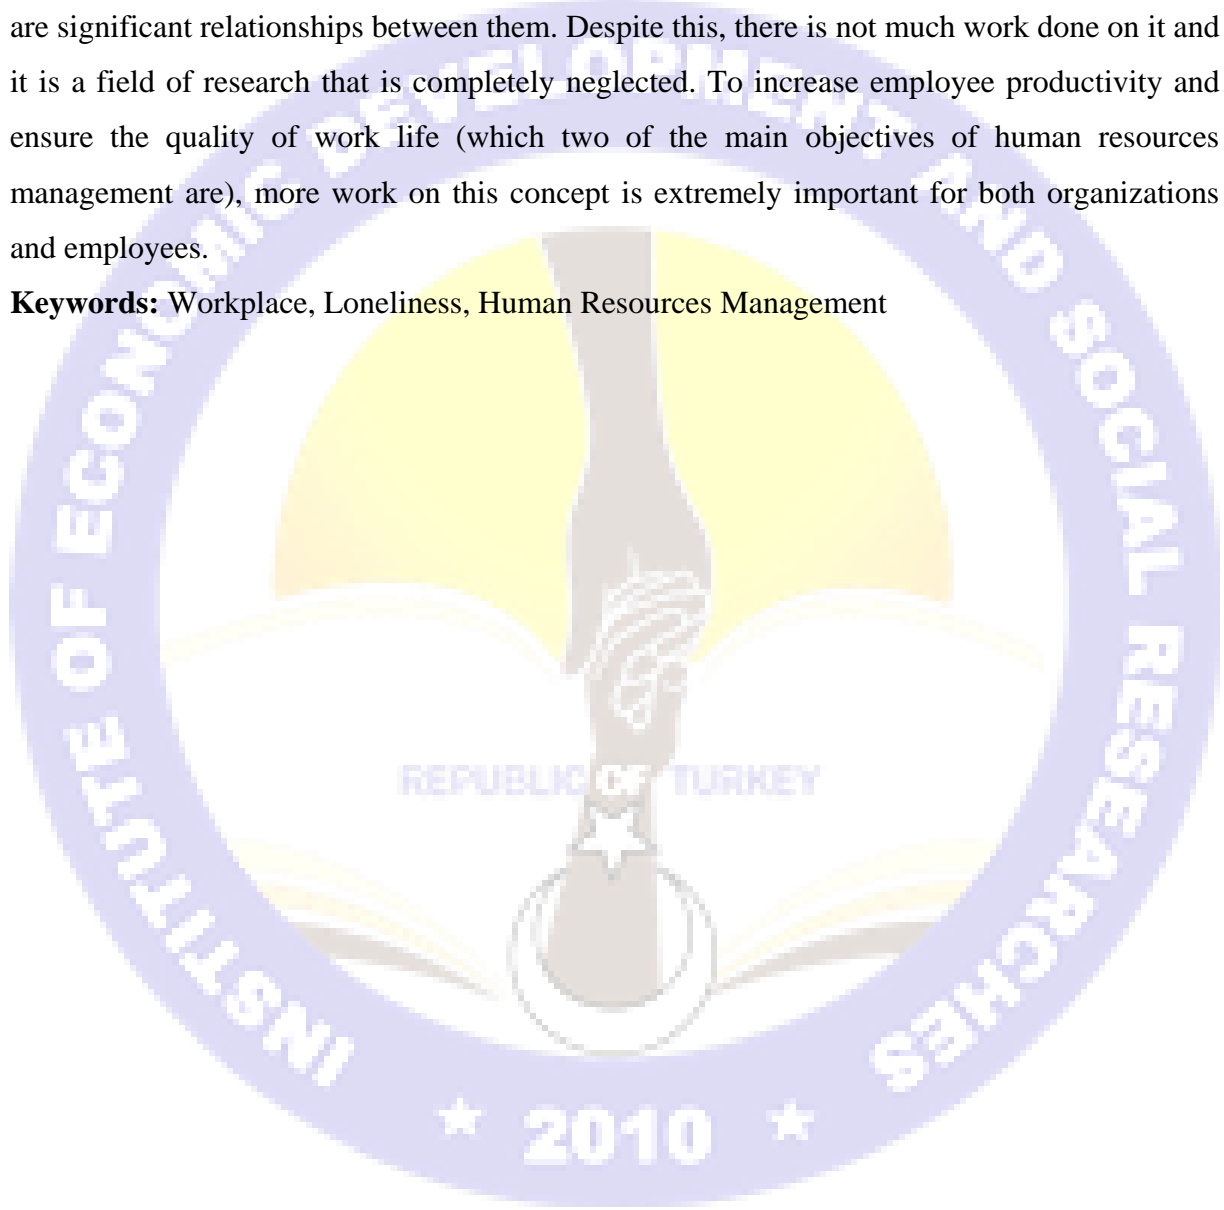 are significant relationships between them. Despite this, there is not much work done on it and
it is a field of research that is completely neglected. To increase employee productivity and
ensure the quality of work life (which two of the main objectives of human resources
management are), more work on this concept is extremely important for both organizations
and employees.
Keywords: Workplace, Loneliness, Human Resources Management
INSTITUTE OF ECONOMIC DEVELOPMENT AND SOCIAL RESEARCHES
REPUBLIC OF TURKEY
★ 2010 ★